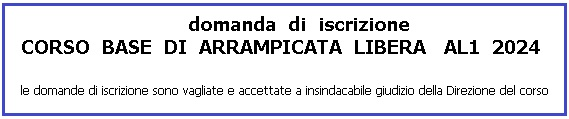 domanda di iscrizione
CORSO BASE DI ARRAMPICATA LIBERA AL1 2024
le domande di iscrizione sono vagliate e accettate a insindacabile giudizio della Direzione del corso